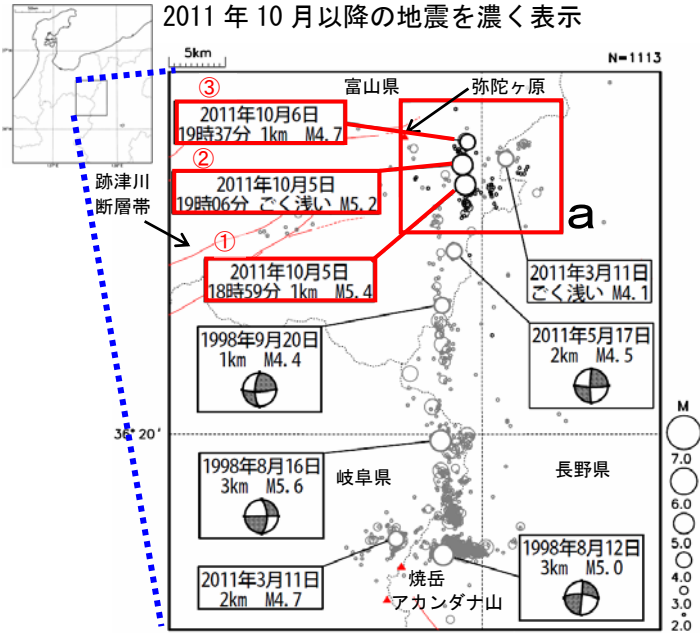 2011 年 10 月以降の地震を濃く表示
5km
N=1113
富山県
弥陀ヶ原
③
2011年10月6日
19時37分 1km M4.7
②
2011年10月5日
19時06分 ごく浅い M5.2
跡津川
断層帯
①
2011年10月5日
18時59分 1km M5.4
a
2011年3月11日
ごく浅い M4.1
1998年9月20日
1km M4.4
2011年5月17日
2km M4.5
36°20'
M
7.0
6.0
5.0
4.0
3.0
2.0
1998年8月16日
3km M5.6
岐阜県
長野県
2011年3月11日
2km M4.7
焼岳
アカンダナ山
1998年8月12日
3km M5.0